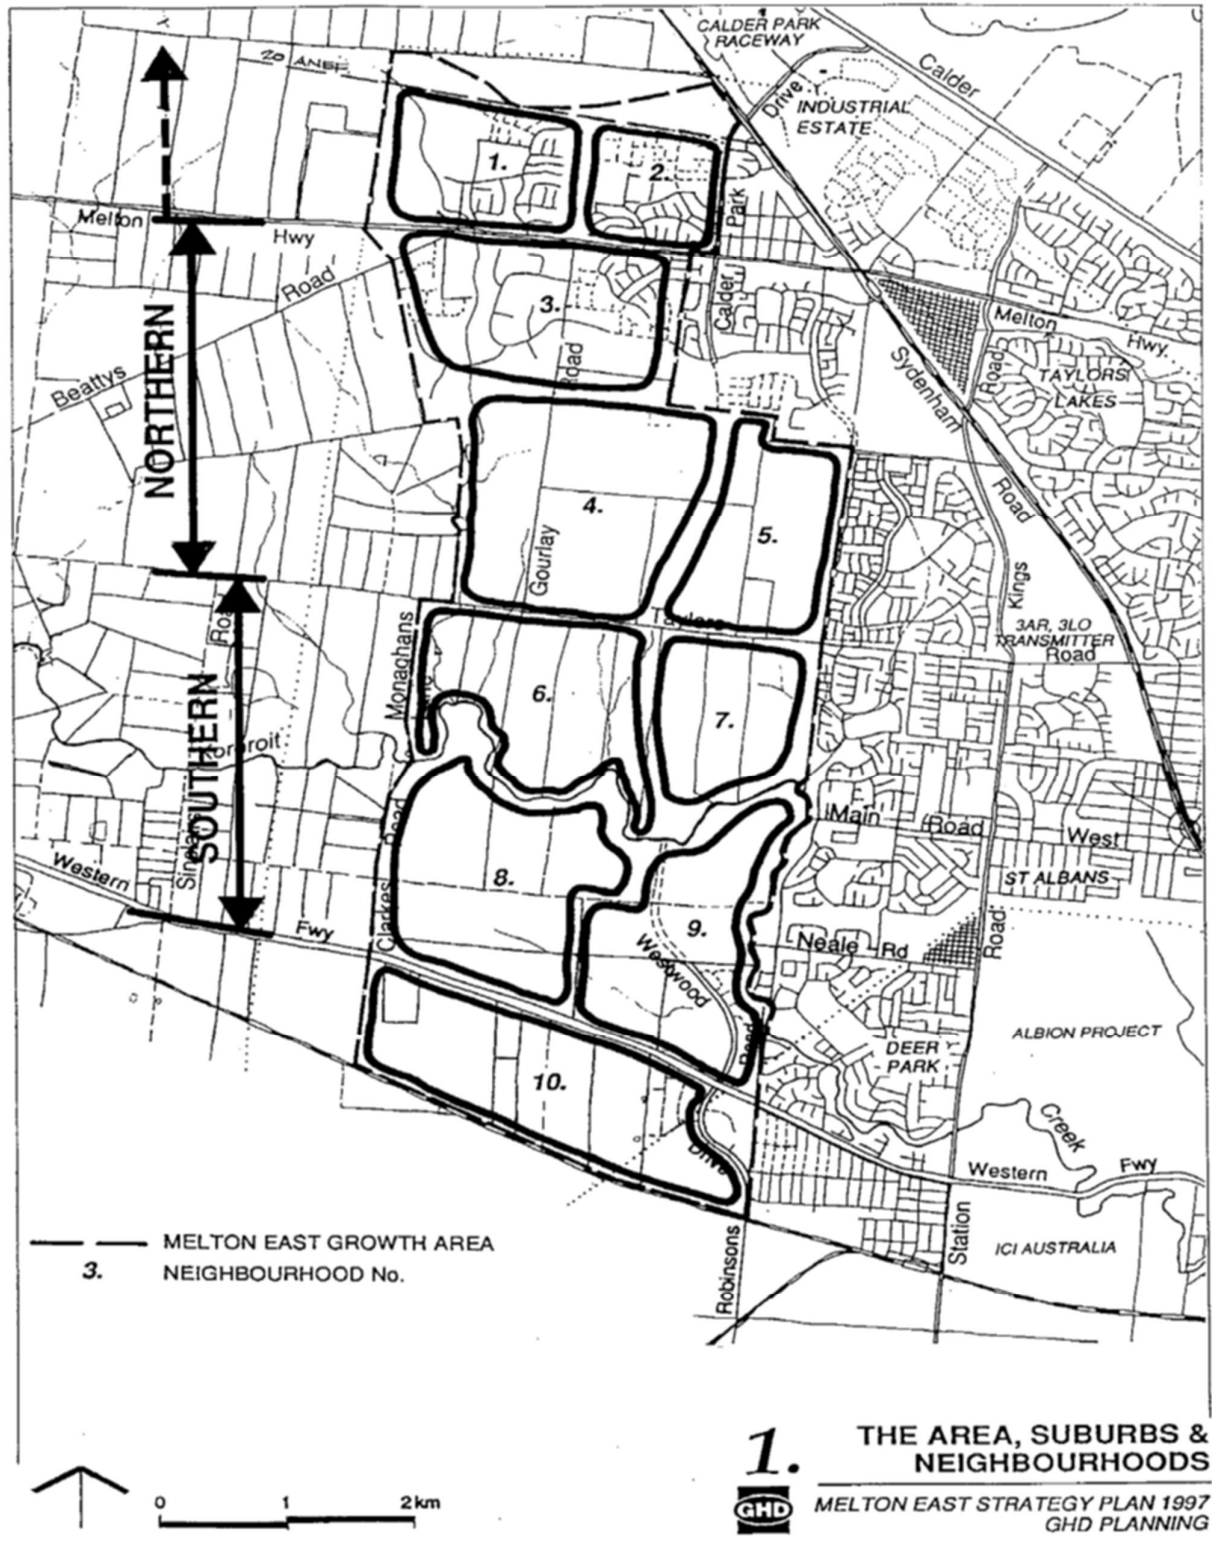 CALDER PARK
RACEWAY
Calder
Drive
INDUSTRIAL
ESTATE
1.
2.
Park
Melton
Hwy
Road
3.
Calder
Melton
Hwy.
NORTHERN
Road
Sydenham
Road
TAYLORS
LAKES
Beattys
Road
4.
5.
Gourlay
Kings
3AR, 3LO
TRANSMITTER
Road
Monaghans
6.
7.
SOUTHERN
Main
Road
West
Western
Fwy
Road
Clarkes
8.
ST ALBANS
9.
Neale Rd
Road
Westwood
Road
ALBION PROJECT
DEER
PARK
10.
Creek
Drive
Western
Fwy
Station
ICI AUSTRALIA
Robinsons
MELTON EAST GROWTH AREA
3. NEIGHBOURHOOD No.
1. THE AREA, SUBURBS &
NEIGHBOURHOODS
0 1 2 km
GHD
MELTON EAST STRATEGY PLAN 1997
GHD PLANNING